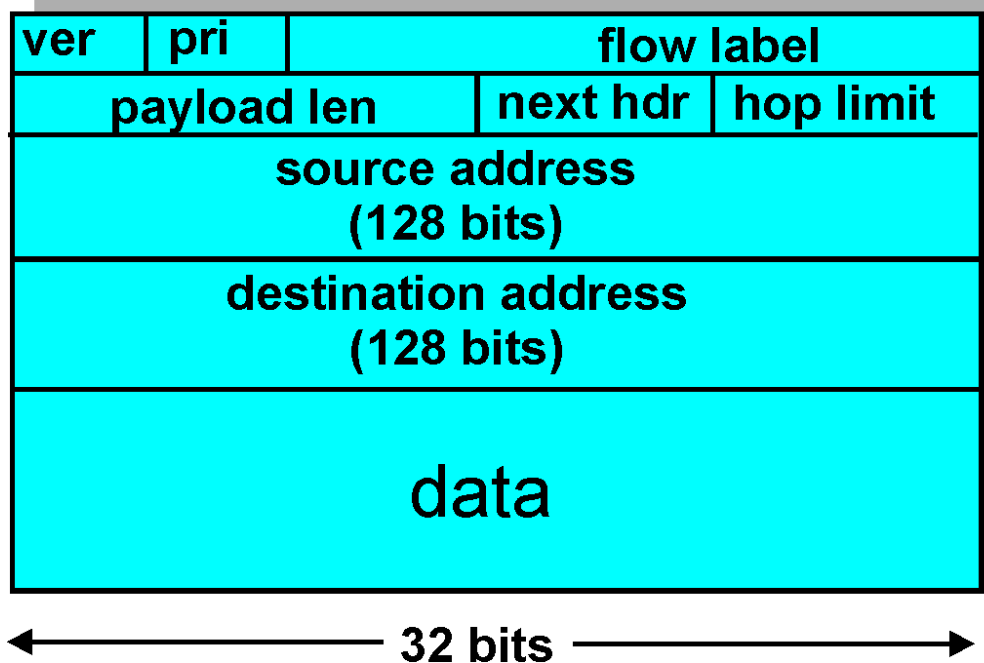 ver pri flow label
payload len next hdr hop limit
source address
(128 bits)
destination address
(128 bits)
data
32 bits